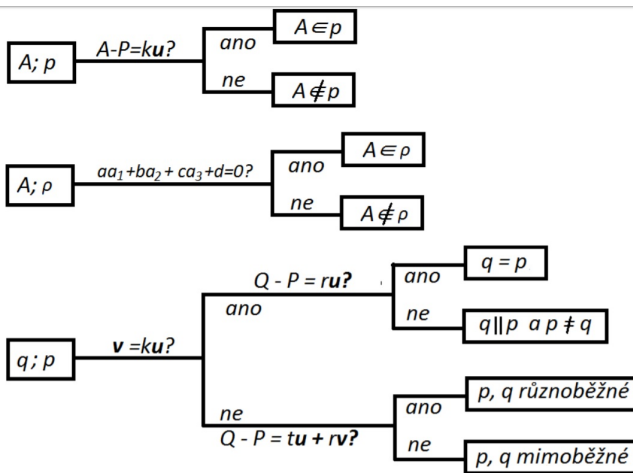 A-P=ku?
A; p
ano
A∈p
ne
A∉p
aa₁+ba₂+ca₃+d=0?
A; ρ
ano
A∈ρ
ne
A∉ρ
Q - P = ru?
ano
ano
q = p
ne
q‖p a p ≠ q
v =ku?
q ; p
ne
Q - P = tu + rv?
ano
p, q různoběžné
ne
p, q mimoběžné